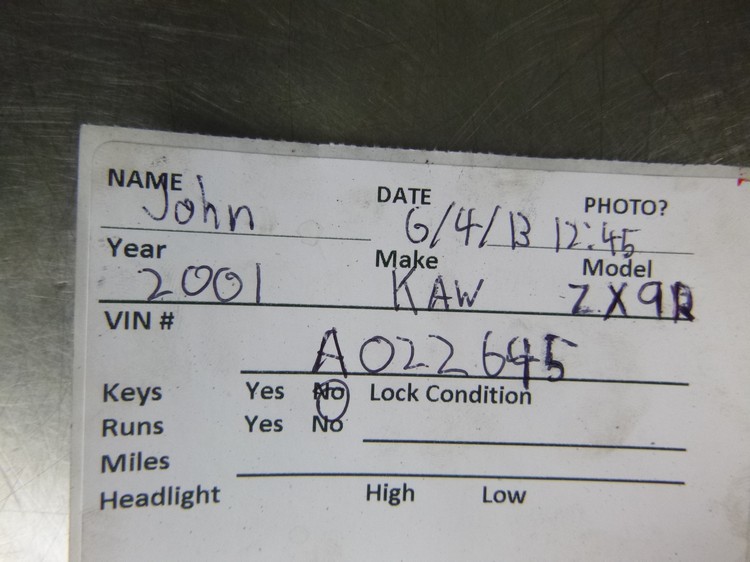 NAME John DATE 6/4/13 12:45 PHOTO?
Year 2001 Make KAW Model ZX9R
VIN # A022645
Keys Yes No Lock Condition
Runs Yes No
Miles
Headlight High Low